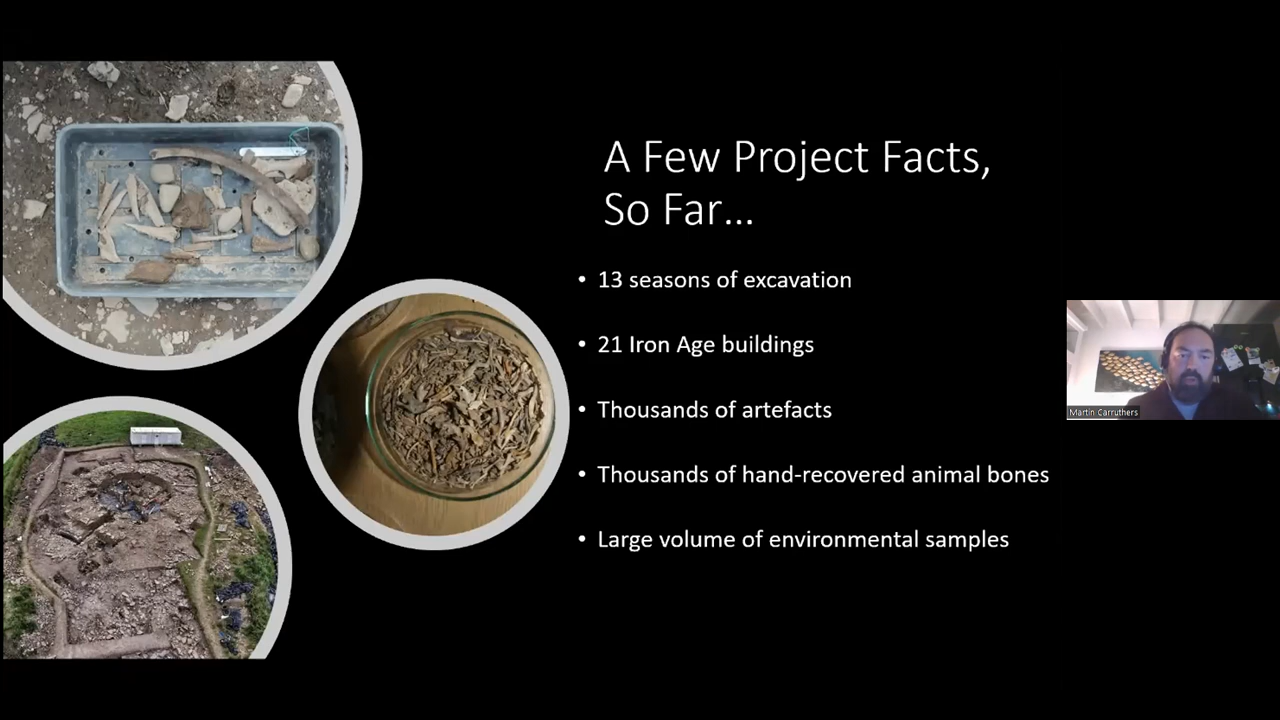 A Few Project Facts,
So Far...
• 13 seasons of excavation
• 21 Iron Age buildings
• Thousands of artefacts
• Thousands of hand-recovered animal bones
• Large volume of environmental samples
Martin Carruthers